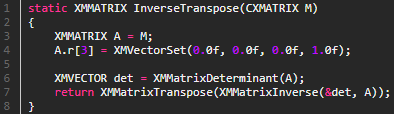 1 static XMMATRIX InverseTranspose(CXMMATRIX M)
2 {
3 XMMATRIX A = M;
4 A.r[3] = XMVectorSet(0.0f, 0.0f, 0.0f, 1.0f);
5
6 XMVECTOR det = XMMatrixDeterminant(A);
7 return XMMatrixTranspose(XMMatrixInverse(&det, A));
8 }